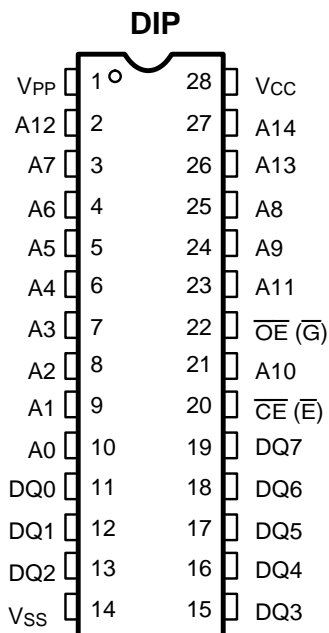 DIP
VPP 1 28 VCC
A12 2 27 A14
A7 3 26 A13
A6 4 25 A8
A5 5 24 A9
A4 6 23 A11
A3 7 22 O̅E̅ (G̅)
A2 8 21 A10
A1 9 20 C̅E̅ (E̅)
A0 10 19 DQ7
DQ0 11 18 DQ6
DQ1 12 17 DQ5
DQ2 13 16 DQ4
VSS 14 15 DQ3